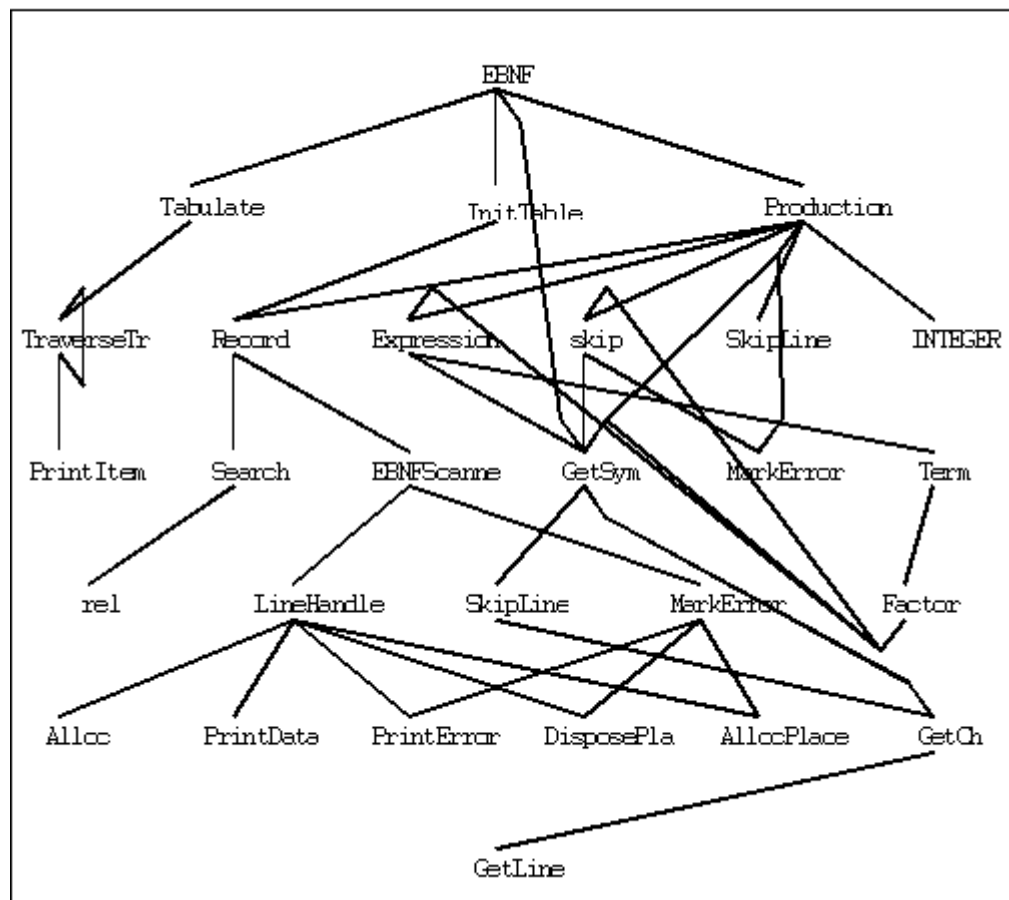 EBNF
Tabulate InitTable Production
TraverseTr Record Expression skip SkipLine INTEGER
PrintItem Search EBNFScanne GetSym MarkError Term
rel LineHandle SkipLine MarkError Factor
Alloc PrintData PrintError DisposePla AllocPlace GetCh
GetLine